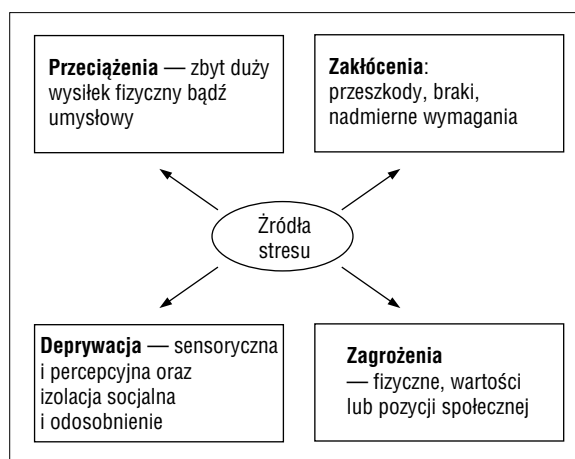 Przeciążenia — zbyt duży
wysiłek fizyczny bądź
umysłowy
Zakłócenia:
przeszkody, braki,
nadmierne wymagania
Źródła
stresu
Deprywacja — sensoryczna
i percepcyjna oraz
izolacja socjalna
i odosobnienie
Zagrożenia
— fizyczne, wartości
lub pozycji społecznej